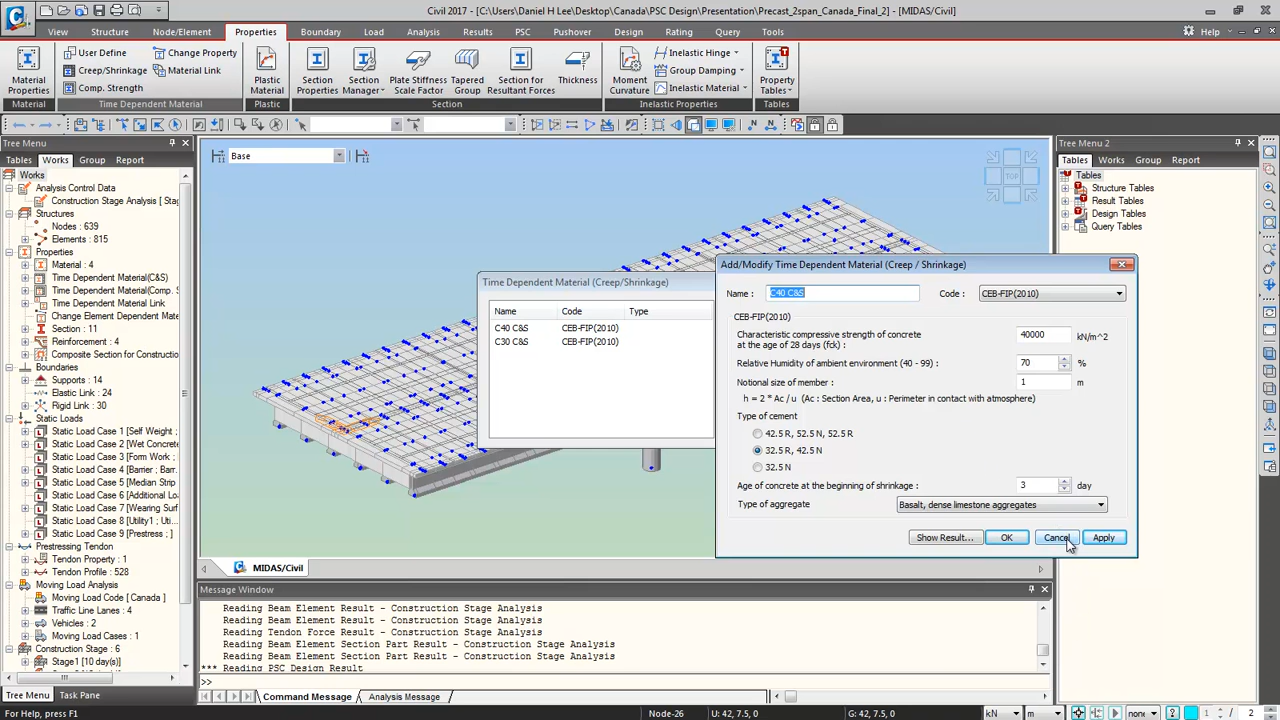 Civil 2017 - [C:\Users\Daniel H Lee\Desktop\Canada\PSC Design\Presentation\Precast_2span_Canada_Final_2] - [MIDAS/Civil]
View Structure Node/Element Properties Boundary Load Analysis Results PSC Pushover Design Rating Query Tools Help
Material Properties
User Define
Creep/Shrinkage
Comp. Strength
Change Property
Material Link
Plastic Material
Section Properties
Section Manager
Plate Stiffness Scale Factor
Tapered Group
Section for Resultant Forces
Thickness
Moment Curvature
Inelastic Hinge
Group Damping
Inelastic Material
Property Tables
Material Time Dependent Material Plastic Section Inelastic Properties Tables
Tree Menu
Tables Works Group Report
Works
Analysis Control Data
Construction Stage Analysis [ Stag
Structures
Nodes : 639
Elements : 815
Properties
Material : 4
Time Dependent Material(C&S)
Time Dependent Material(Comp
Time Dependent Material Link
Change Element Dependent Mat
Section : 11
Reinforcement : 4
Composite Section for Construction
Boundaries
Supports : 14
Elastic Link : 24
Rigid Link : 30
Static Loads
Static Load Case 1 [Self Weight ;
Static Load Case 2 [Wet Concrete
Static Load Case 3 [Form Work ;
Static Load Case 4 [Barrier ; Barr
Static Load Case 5 [Median Strip
Static Load Case 6 [Additional Loa
Static Load Case 7 [Wearing Surf
Static Load Case 8 [Utility1 ; Uti
Static Load Case 9 [Prestress ; ]
Prestressing Tendon
Tendon Property : 1
Tendon Profile : 528
Moving Load Analysis
Moving Load Code [ Canada ]
Traffic Line Lanes : 4
Vehicles : 2
Moving Load Cases : 1
Construction Stage : 6
Stage1 [10 day(s)]
Tree Menu Task Pane
Base
TOP
Time Dependent Material (Creep/Shrinkage)
Name Code Type
C40 C&S CEB-FIP(2010)
C30 C&S CEB-FIP(2010)
Add/Modify Time Dependent Material (Creep / Shrinkage)
Name : C40 C&S Code : CEB-FIP(2010)
CEB-FIP(2010)
Characteristic compressive strength of concrete
at the age of 28 days (fck) : 40000 kN/m^2
Relative Humidity of ambient environment (40 - 99) : 70 %
Notional size of member : 1 m
h = 2 * Ac / u (Ac : Section Area, u : Perimeter in contact with atmosphere)
Type of cement
42.5 R, 52.5 N, 52.5 R
32.5 R, 42.5 N
32.5 N
Age of concrete at the beginning of shrinkage : 3 day
Type of aggregate Basalt, dense limestone aggregates
Show Result... OK Cancel Apply
MIDAS/Civil
Message Window
Reading Beam Element Result - Construction Stage Analysis
Reading Beam Element Result - Construction Stage Analysis
Reading Tendon Force Result - Construction Stage Analysis
Reading Beam Element Section Part Result - Construction Stage Analysis
Reading Beam Element Section Part Result - Construction Stage Analysis
*** Reading PSC Design Result
>>
Command Message Analysis Message
Tree Menu 2
Tables Works Group Report
Tables
Structure Tables
Result Tables
Design Tables
Query Tables
For Help, press F1 Node-26 U: 42, 7.5, 0 G: 42, 7.5, 0 kN m none ? 1 / 2